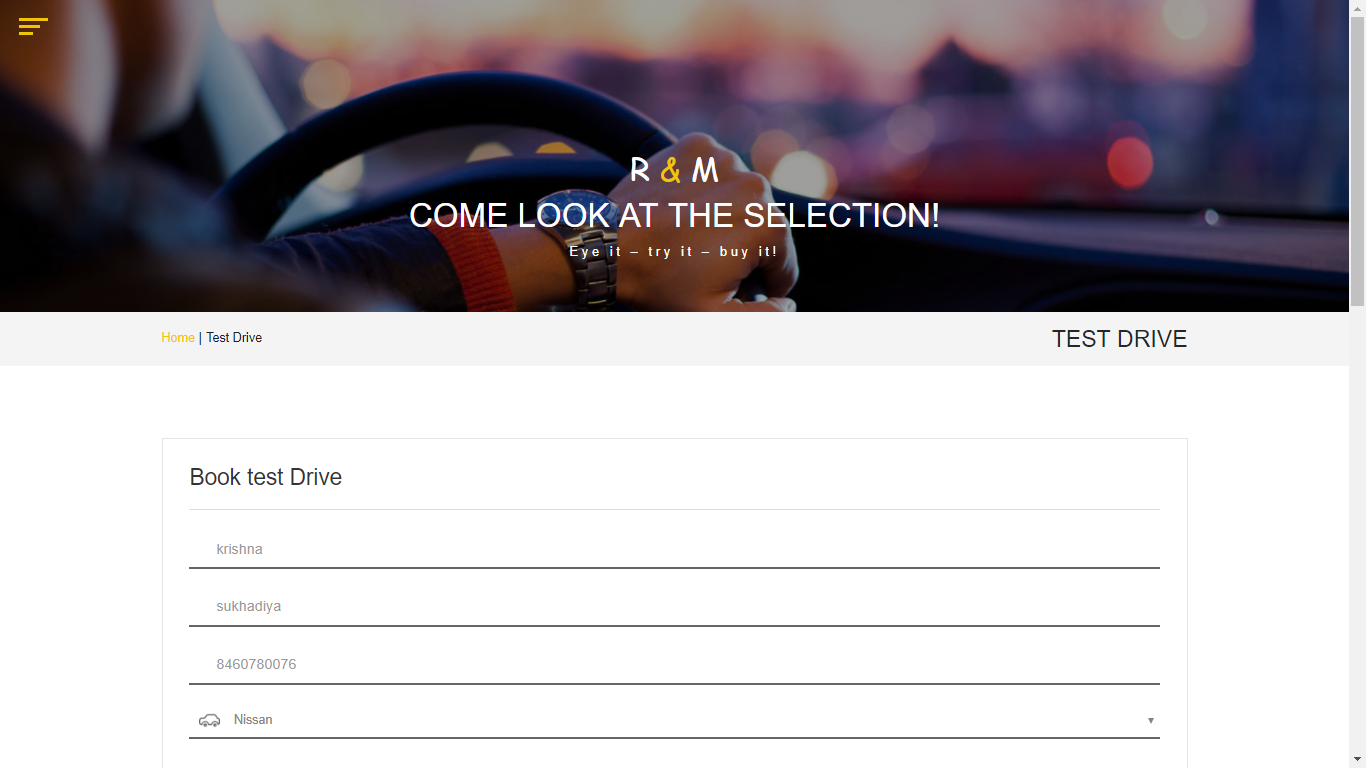 R & M
COME LOOK AT THE SELECTION!
Eye it – try it – buy it!
Home | Test Drive
TEST DRIVE
Book test Drive
krishna
sukhadiya
8460780076
Nissan